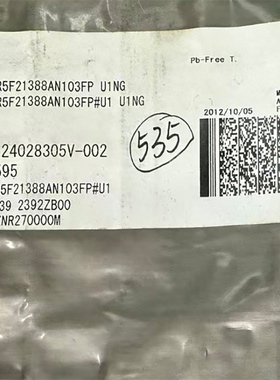 R5F21388AN103FP U1NG
Pb-Free T.
R5F21388AN103FP#U1 U1NG
2012/10/05
535
24028305V-002
595
R5F21388AN103FP#U1
39 2392ZB00
NR270000M